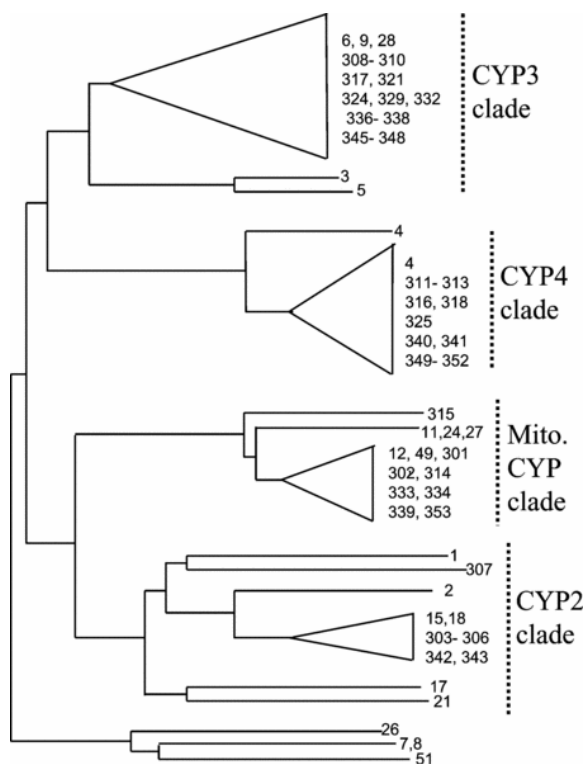 6, 9, 28
308- 310
317, 321
324, 329, 332
336- 338
345- 348
CYP3
clade
3
5
4
4
311- 313
316, 318
325
340, 341
349- 352
CYP4
clade
315
11,24,27
12, 49, 301
302, 314
333, 334
339, 353
Mito.
CYP
clade
1
307
2
15,18
303- 306
342, 343
17
21
CYP2
clade
26
7,8
51